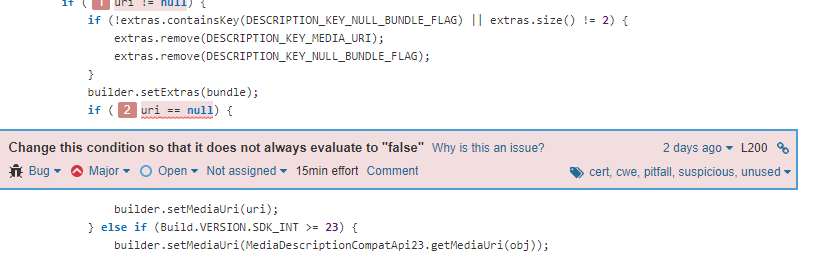 if ( 1 uri != null) {
if (!extras.containsKey(DESCRIPTION_KEY_NULL_BUNDLE_FLAG) || extras.size() != 2) {
extras.remove(DESCRIPTION_KEY_MEDIA_URI);
extras.remove(DESCRIPTION_KEY_NULL_BUNDLE_FLAG);
}
builder.setExtras(bundle);
if ( 2 uri == null) {
Change this condition so that it does not always evaluate to "false" Why is this an issue? 2 days ago L200
Bug Major Open Not assigned 15min effort Comment cert, cwe, pitfall, suspicious, unused
builder.setMediaUri(uri);
} else if (Build.VERSION.SDK_INT >= 23) {
builder.setMediaUri(MediaDescriptionCompatApi23.getMediaUri(obj));